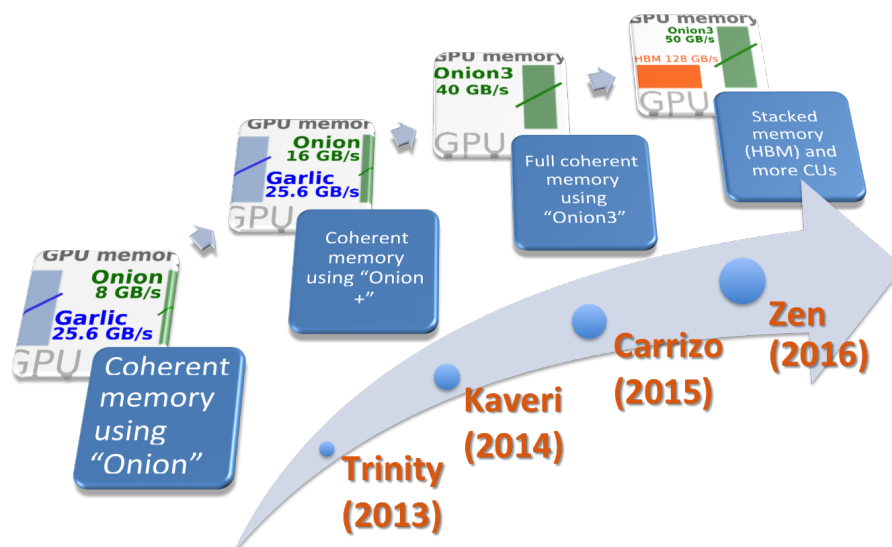 GPU memory
Onion
8 GB/s
Garlic
25.6 GB/s
GPU
Coherent
memory
using
“Onion”
Trinity
(2013)
GPU memory
Onion
16 GB/s
Garlic
25.6 GB/s
GPU
Coherent memory
using “Onion
+”
Kaveri
(2014)
GPU memory
Onion3
40 GB/s
GPU
Full coherent
memory
using
“Onion3”
Carrizo
(2015)
GPU memory
Onion3
50 GB/s
HBM 128 GB/s
GPU
Stacked
memory
(HBM) and
more CUs
Zen
(2016)